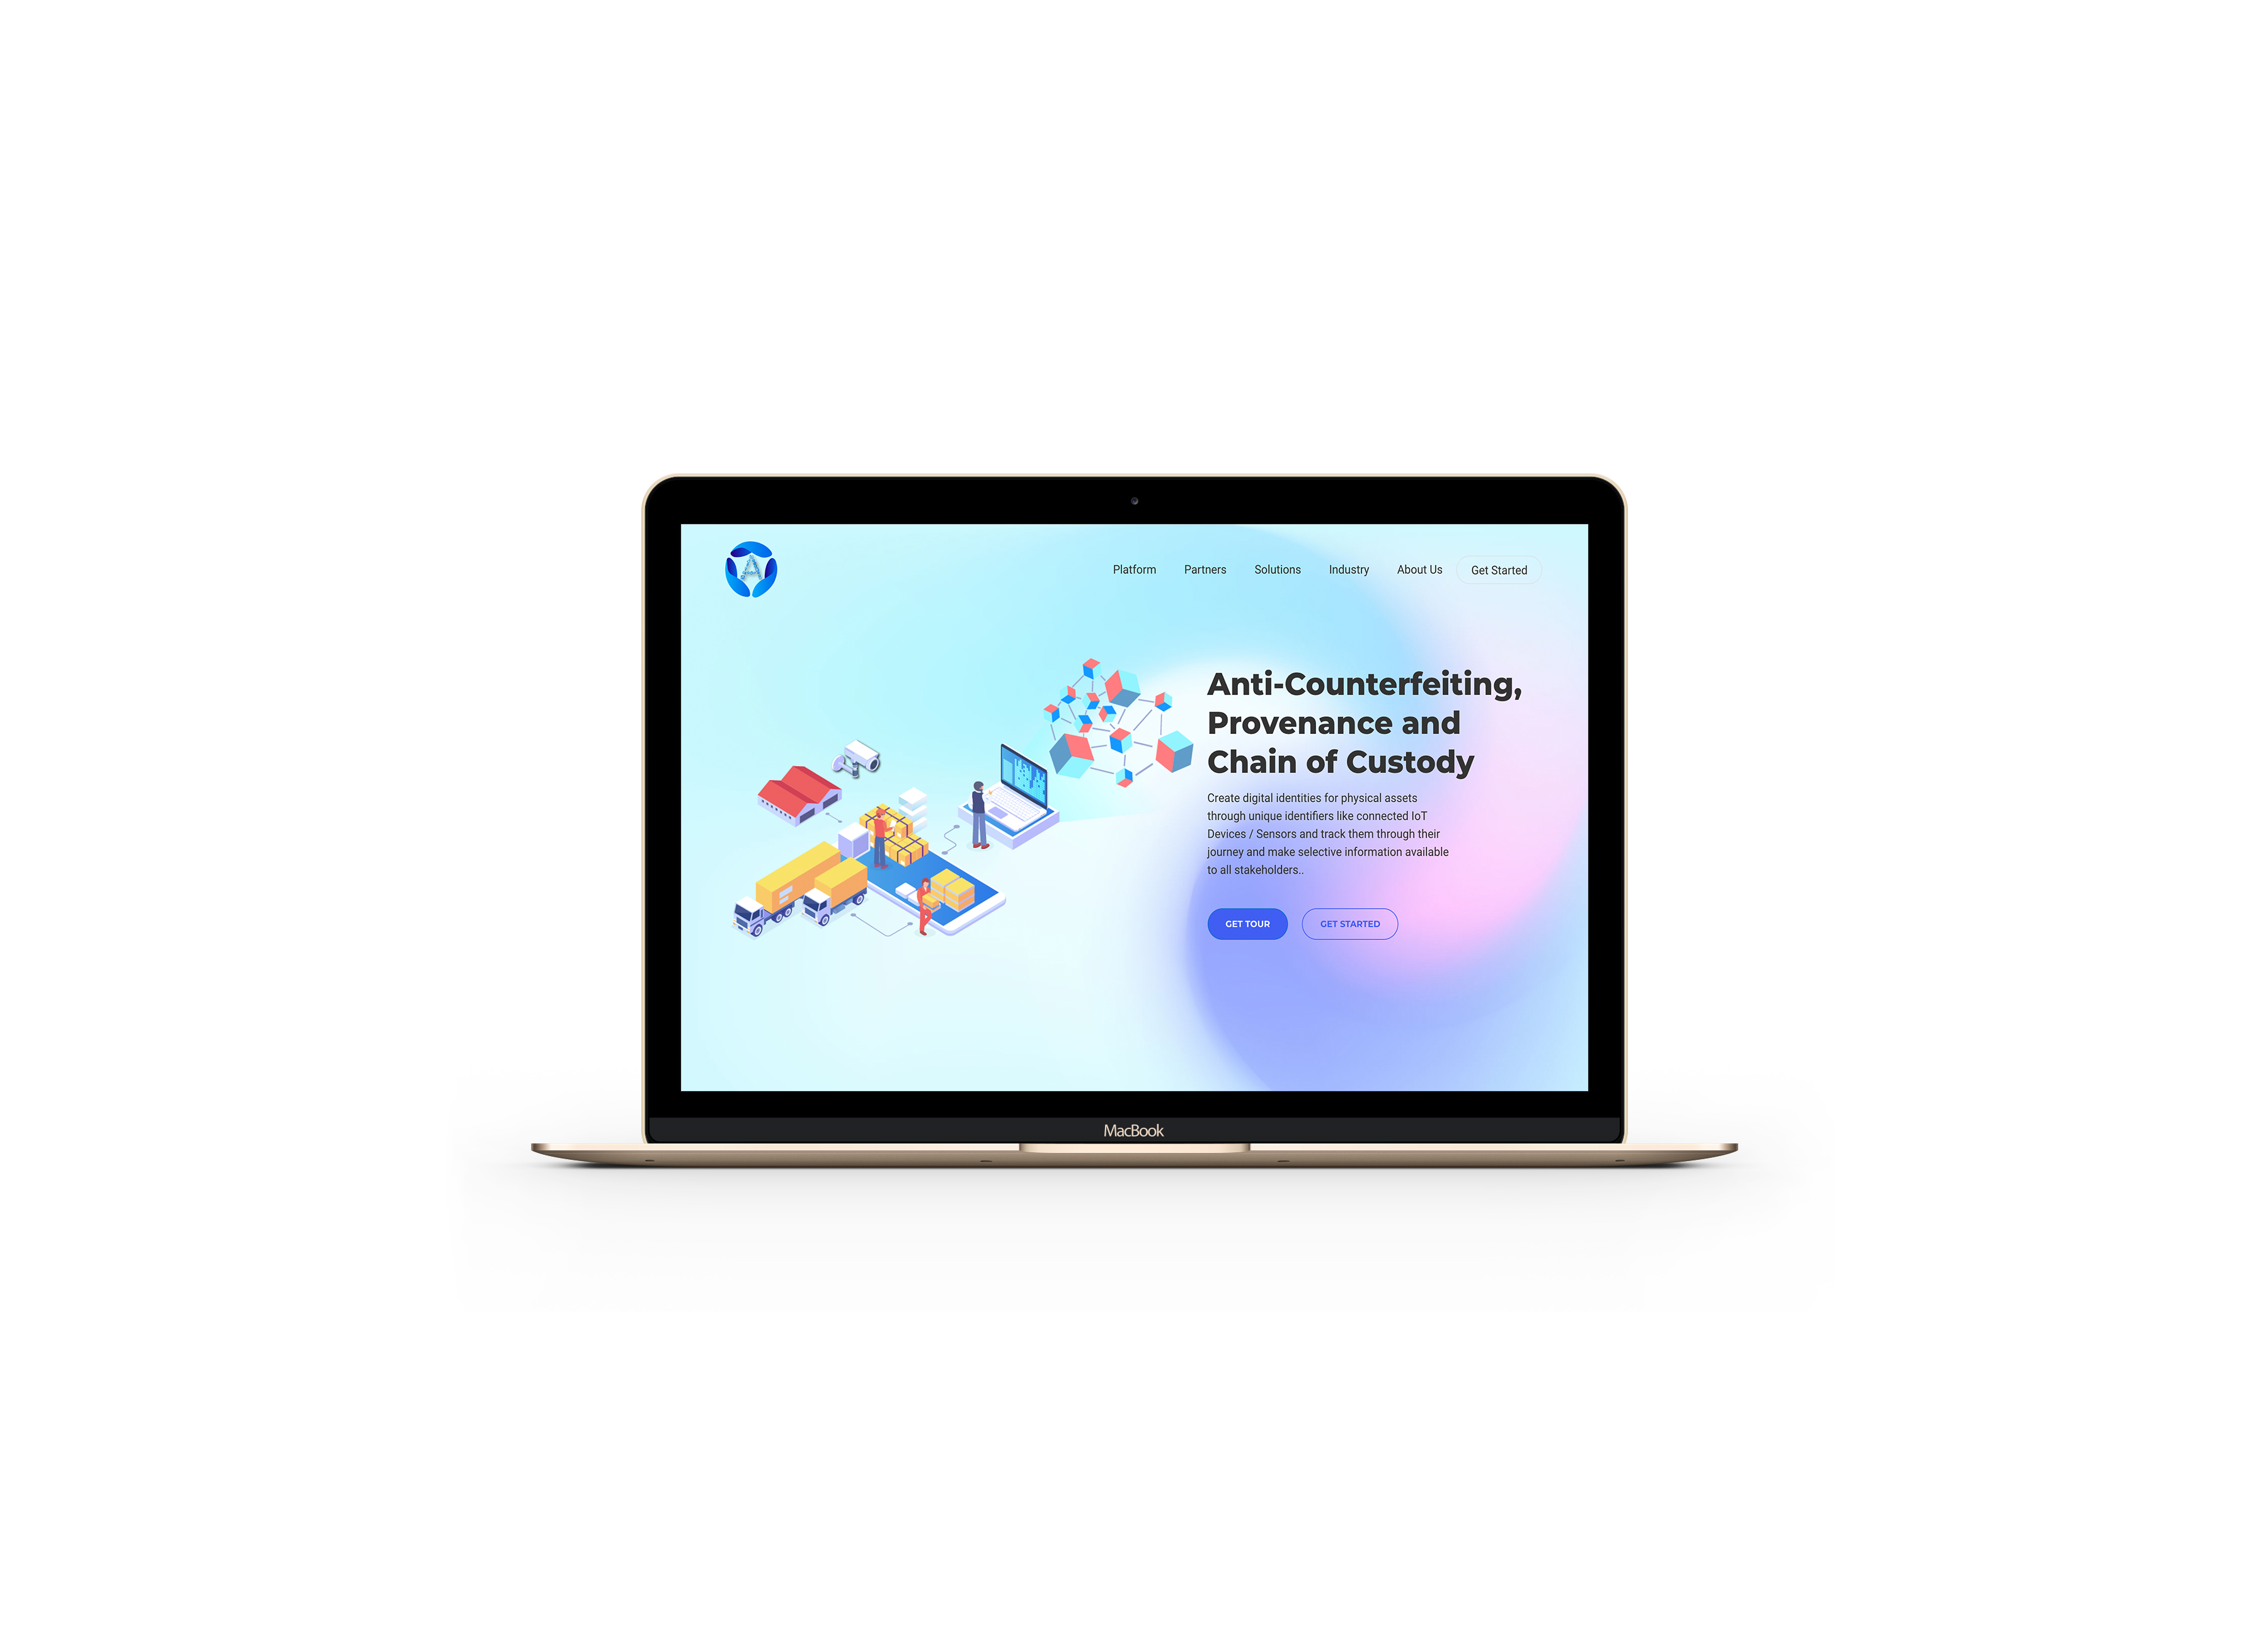 A
Platform Partners Solutions Industry About Us Get Started
Anti-Counterfeiting,
Provenance and
Chain of Custody
Create digital identities for physical assets
through unique identifiers like connected IoT
Devices / Sensors and track them through their
journey and make selective information available
to all stakeholders..
GET TOUR GET STARTED
MacBook